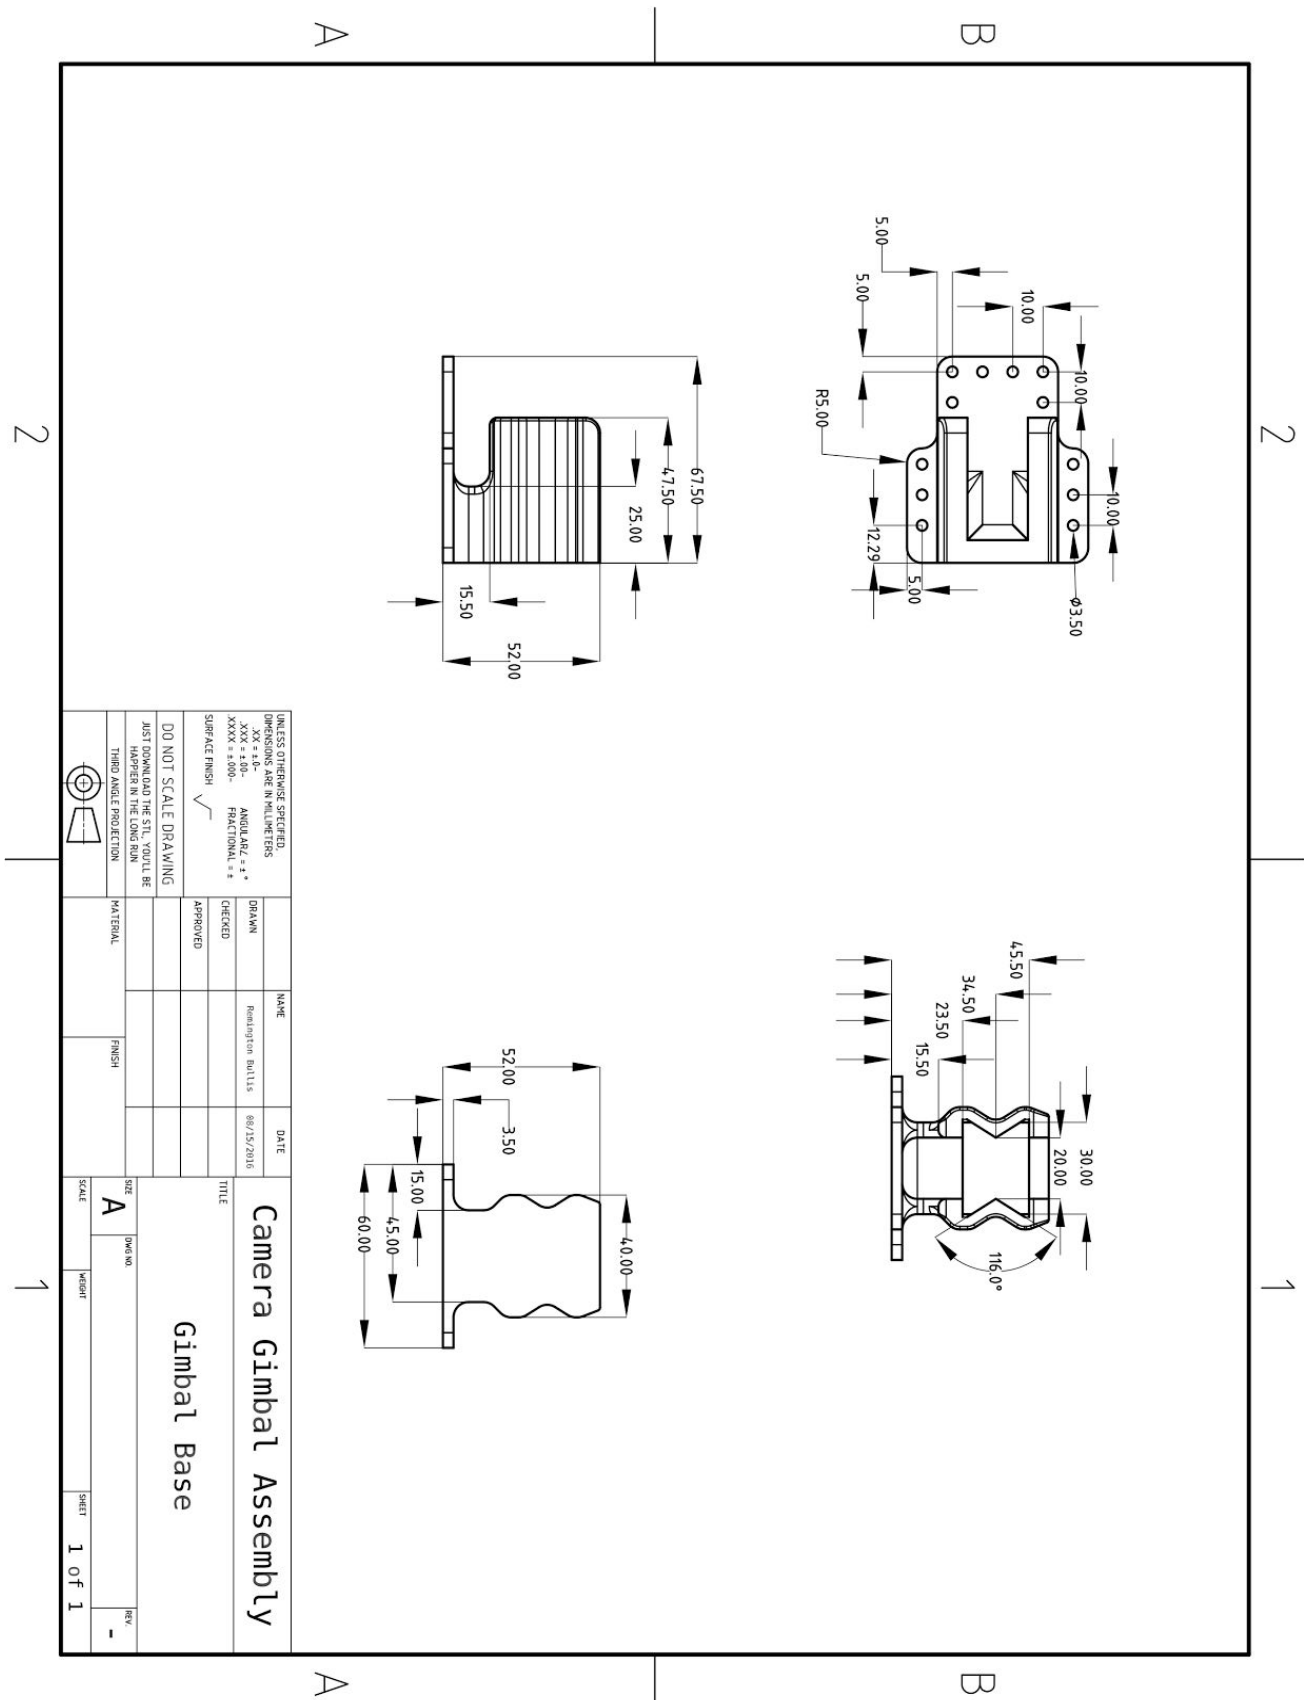 2
1
B
B
10.00
10.00
10.00
5.00
5.00
⌀3.50
R5.00
12.29
5.00
30.00
20.00
116.0°
45.50
34.50
23.50
15.50
67.50
47.50
25.00
52.00
15.50
40.00
52.00
3.50
15.00
45.00
60.00
A
A
UNLESS OTHERWISE SPECIFIED,
DIMENSIONS ARE IN MILLIMETERS
.XX = ±.0-
.XXX = ±.00- ANGULAR∠ = ± °
.XXXX = ±.000- FRACTIONAL = ±
SURFACE FINISH √
DO NOT SCALE DRAWING
JUST DOWNLOAD THE STL, YOU'LL BE
HAPPIER IN THE LONG RUN
THIRD ANGLE PROJECTION
NAME DATE
DRAWN Remington Bullis 08/15/2016
CHECKED
APPROVED
MATERIAL FINISH
Camera Gimbal Assembly
TITLE
Gimbal Base
SIZE A DWG NO. REV. -
SCALE WEIGHT SHEET 1 of 1
2
1